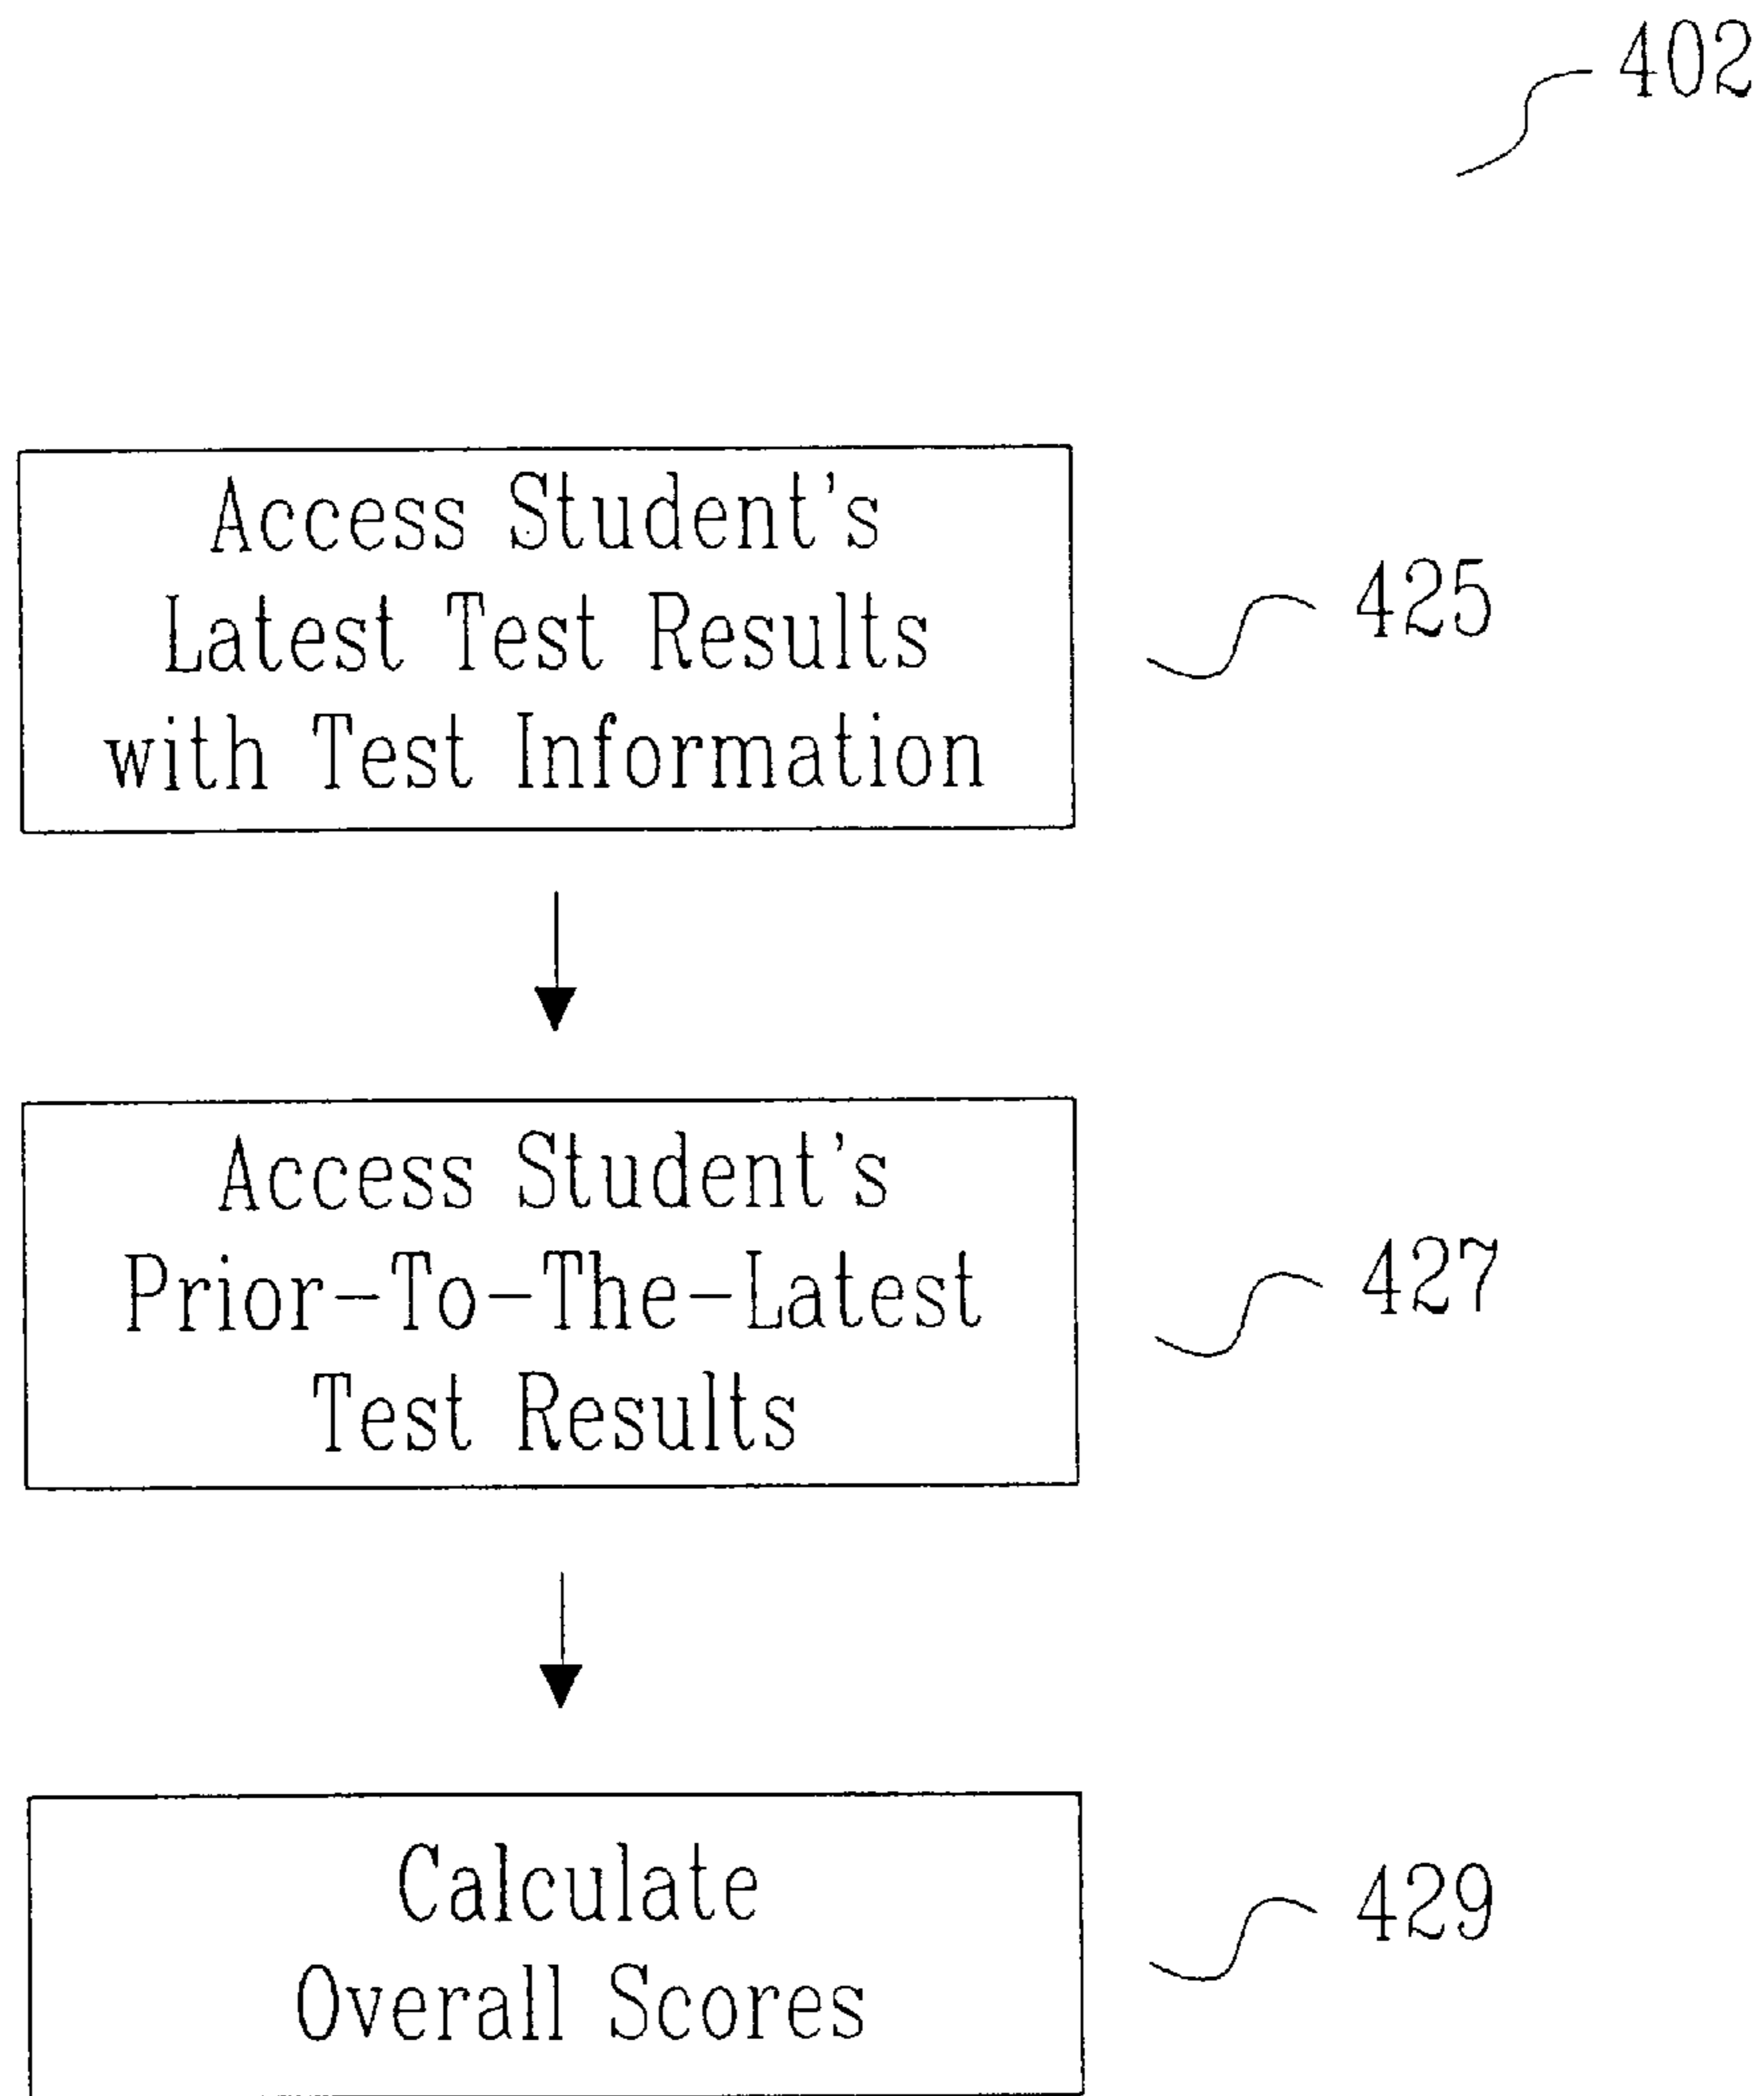 402
Access Student's
Latest Test Results
with Test Information
425
Access Student's
Prior-To-The-Latest
Test Results
427
Calculate
Overall Scores
429